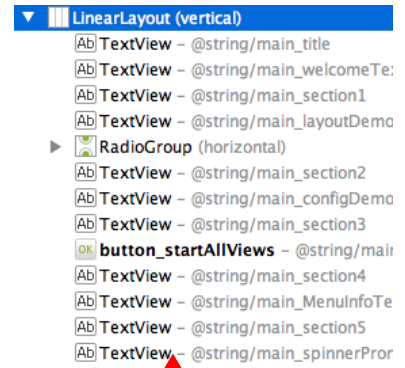 LinearLayout (vertical)
Ab TextView – @string/main_title
Ab TextView – @string/main_welcomeTe
Ab TextView – @string/main_section1
Ab TextView – @string/main_layoutDemo
RadioGroup (horizontal)
Ab TextView – @string/main_section2
Ab TextView – @string/main_configDemo
Ab TextView – @string/main_section3
OK button_startAllViews – @string/mai
Ab TextView – @string/main_section4
Ab TextView – @string/main_MenuInfoTe
Ab TextView – @string/main_section5
Ab TextView – @string/main_spinnerPro